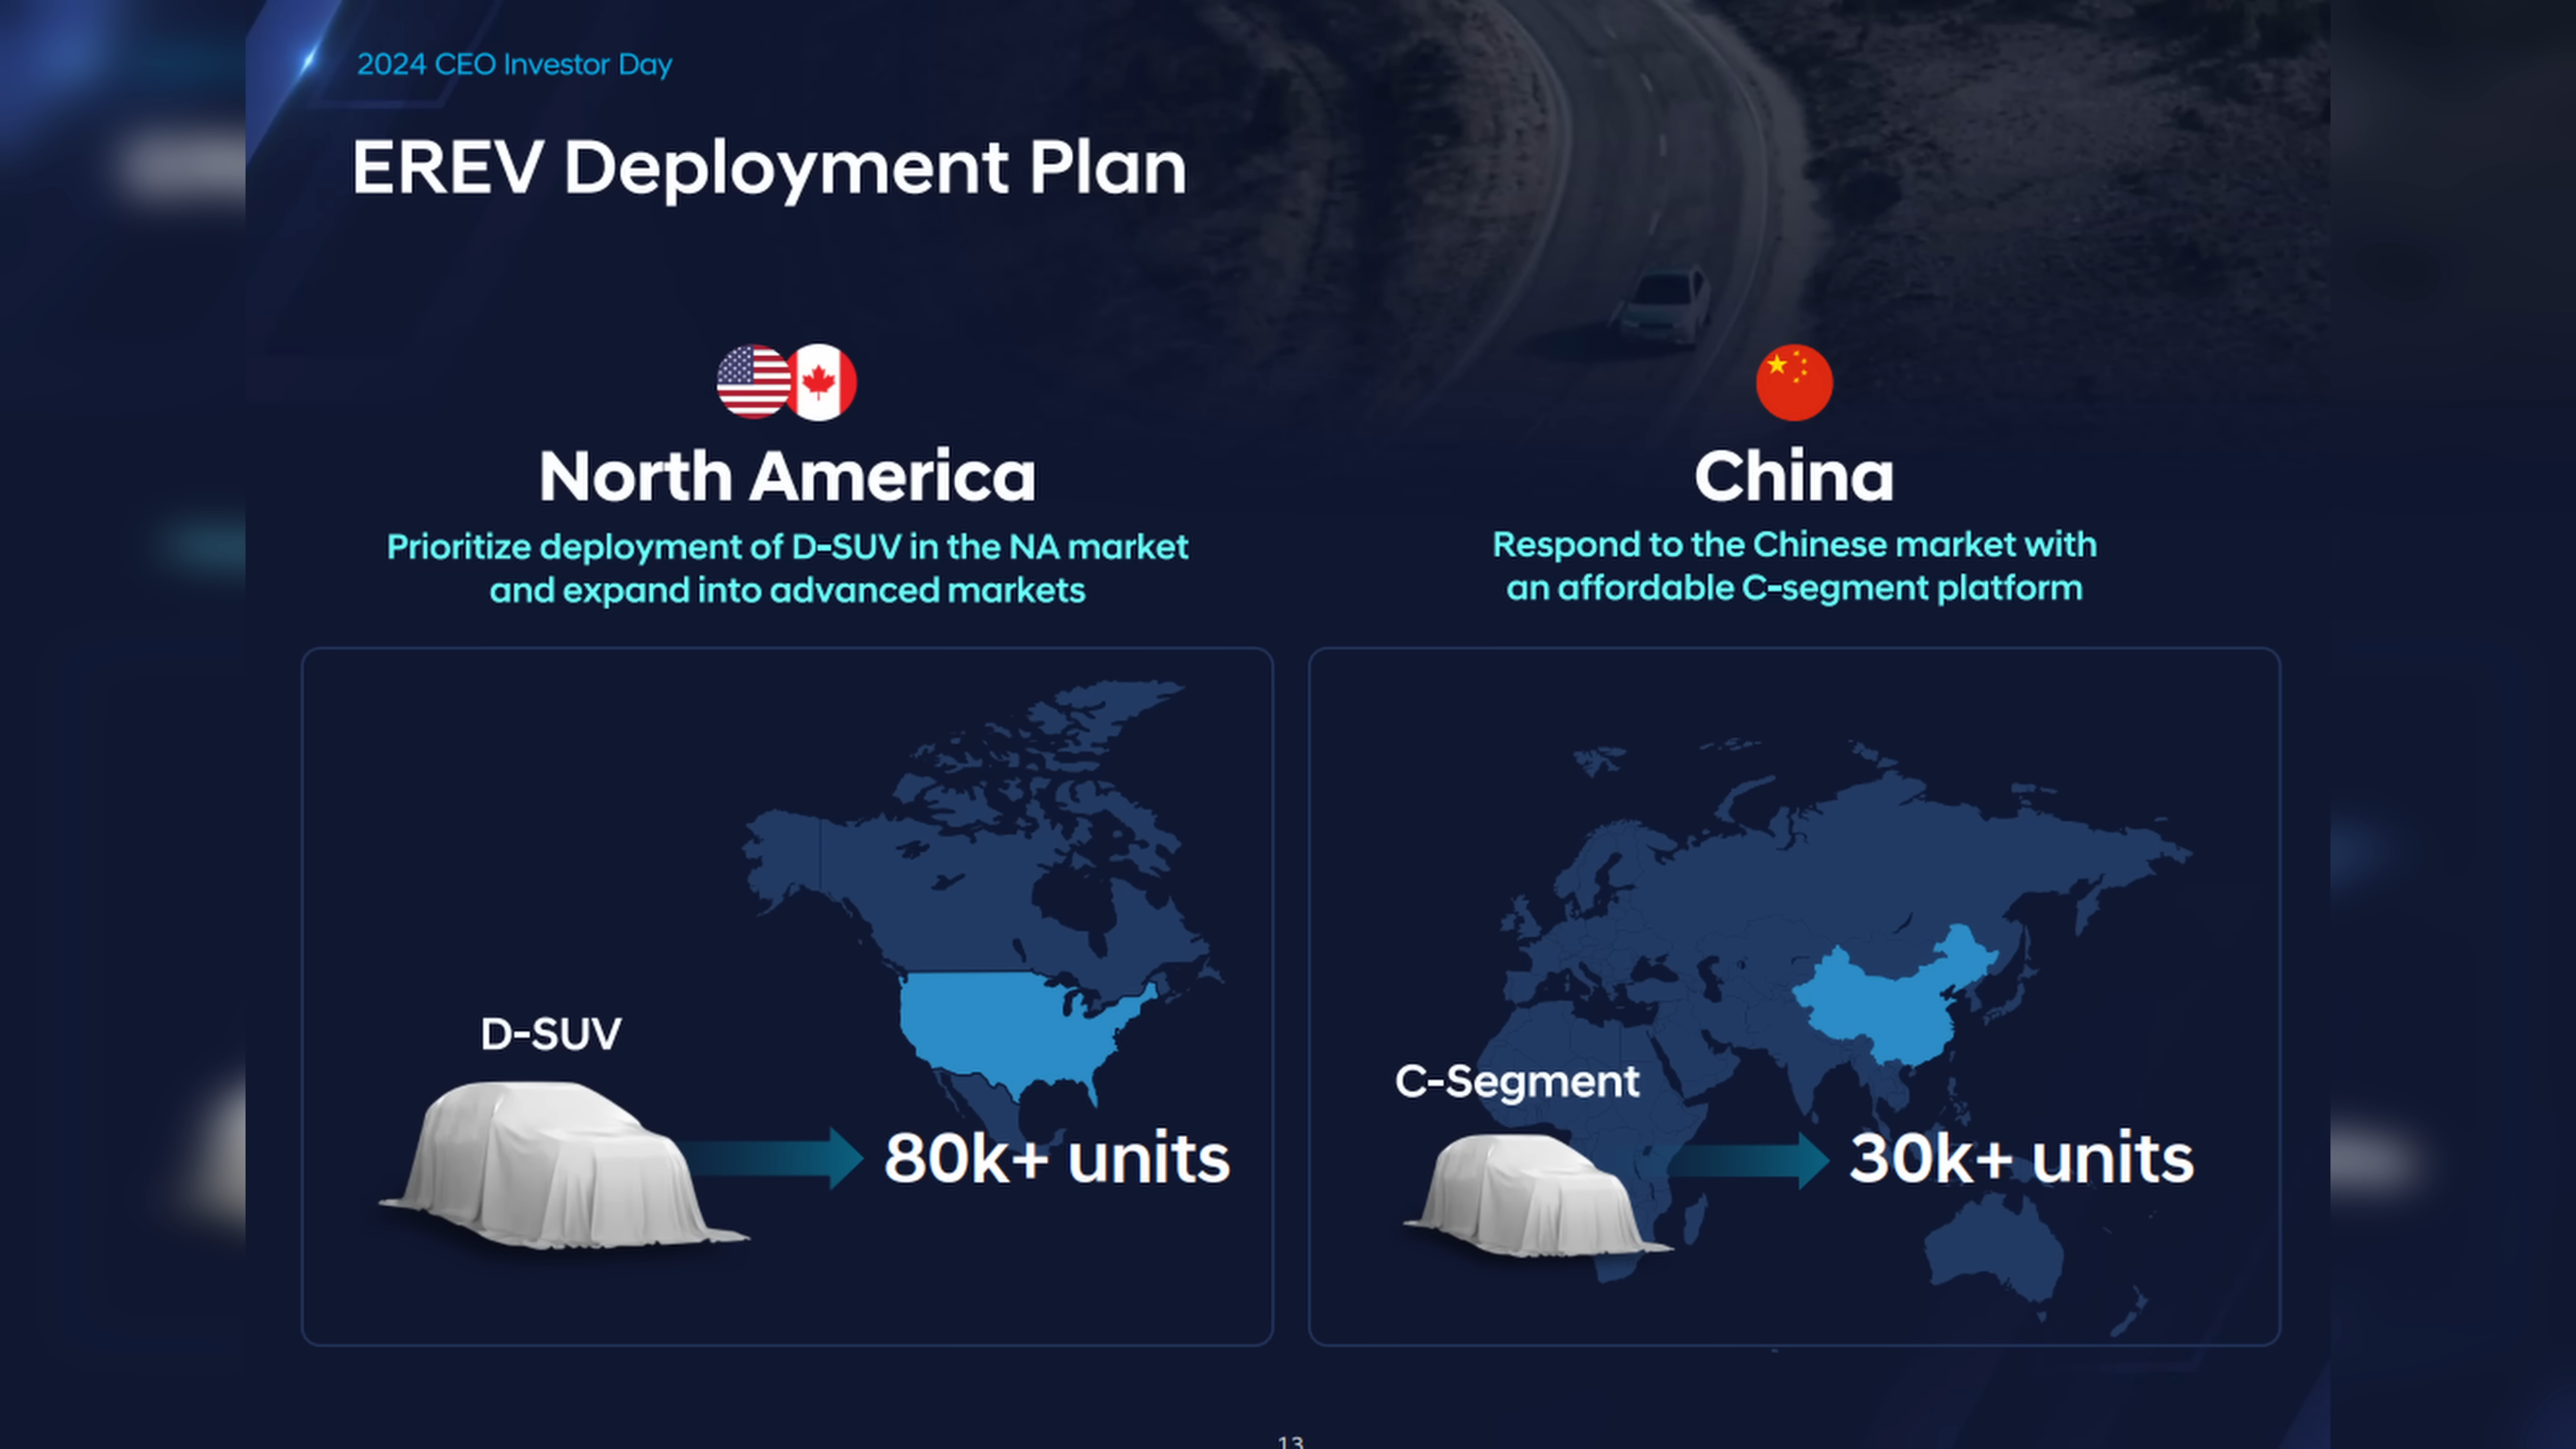 2024 CEO Investor Day
EREV Deployment Plan
North America
Prioritize deployment of D-SUV in the NA market
and expand into advanced markets
D-SUV
80k+ units
China
Respond to the Chinese market with
an affordable C-segment platform
C-Segment
30k+ units
13